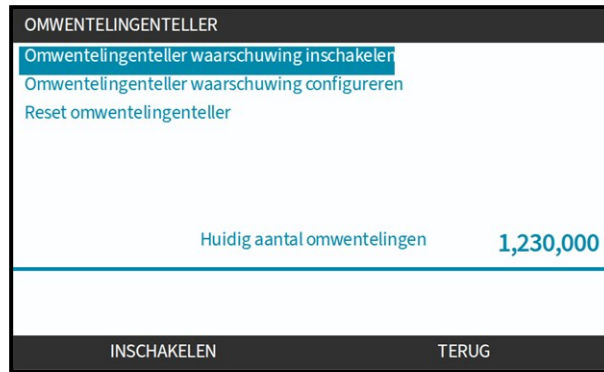 OMWENTELINGENTELLER
Omwentelingenteller waarschuwing inschakelen
Omwentelingenteller waarschuwing configureren
Reset omwentelingenteller
Huidig aantal omwentelingen 1,230,000
INSCHAKELEN TERUG